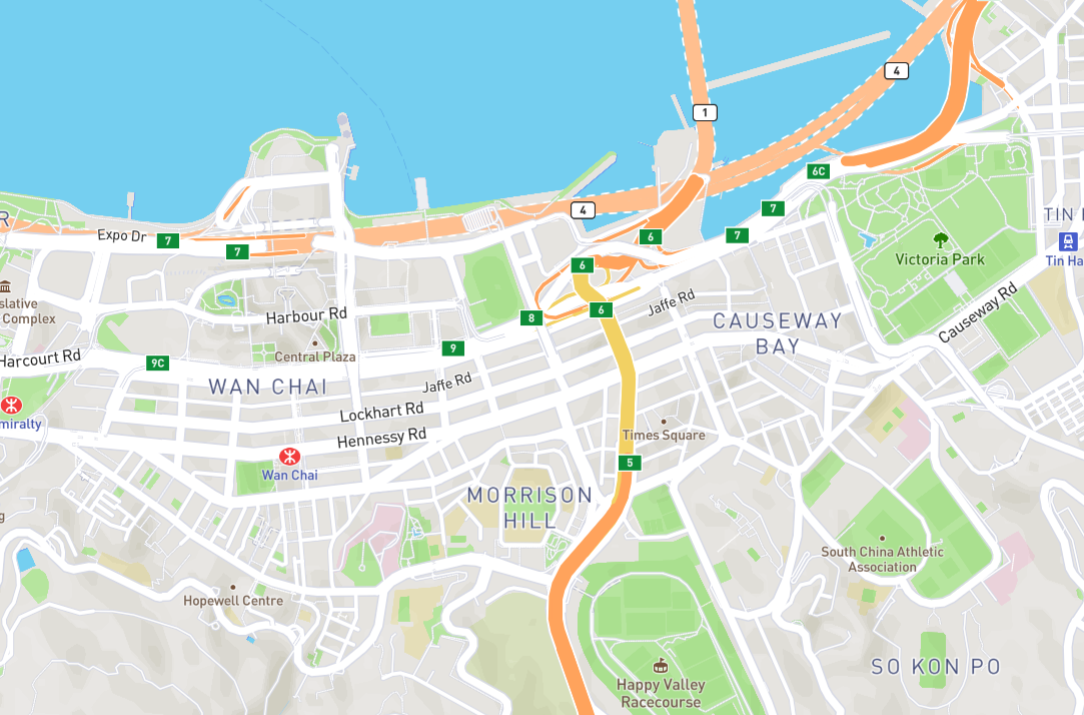 4
1
6C
7
R
Expo Dr
7
7
4
6
7
TIN
Tin Ha
Victoria Park
6
slative
Complex
Harbour Rd
8
6
Jaffe Rd
CAUSEWAY
BAY
Causeway Rd
Harcourt Rd
9C
Central Plaza
9
WAN CHAI
Jaffe Rd
Lockhart Rd
Hennessy Rd
miralty
Times Square
Wan Chai
5
MORRISON
HILL
g
South China Athletic
Association
Hopewell Centre
SO KON PO
Happy Valley
Racecourse